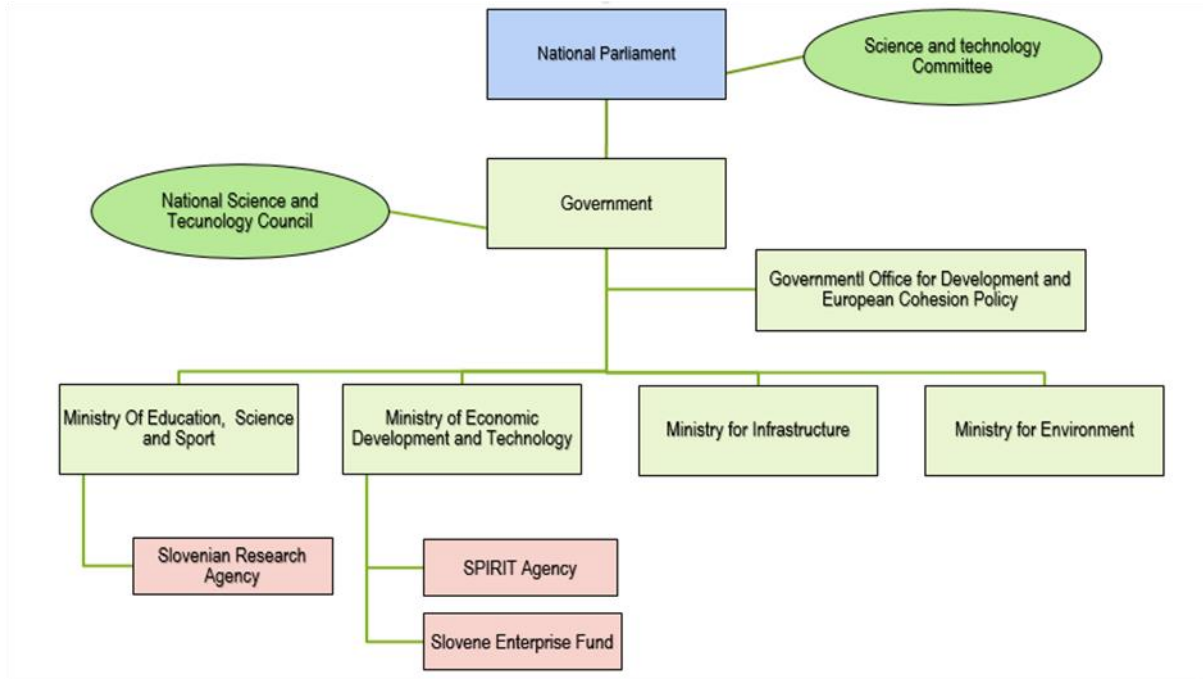 National Parliament
Science and technology
Committee
National Science and
Tecunology Council
Government
Governmentl Office for Development and
European Cohesion Policy
Ministry Of Education, Science
and Sport
Ministry of Economic
Development and Technology
Ministry for Infrastructure
Ministry for Environment
Slovenian Research
Agency
SPIRIT Agency
Slovene Enterprise Fund